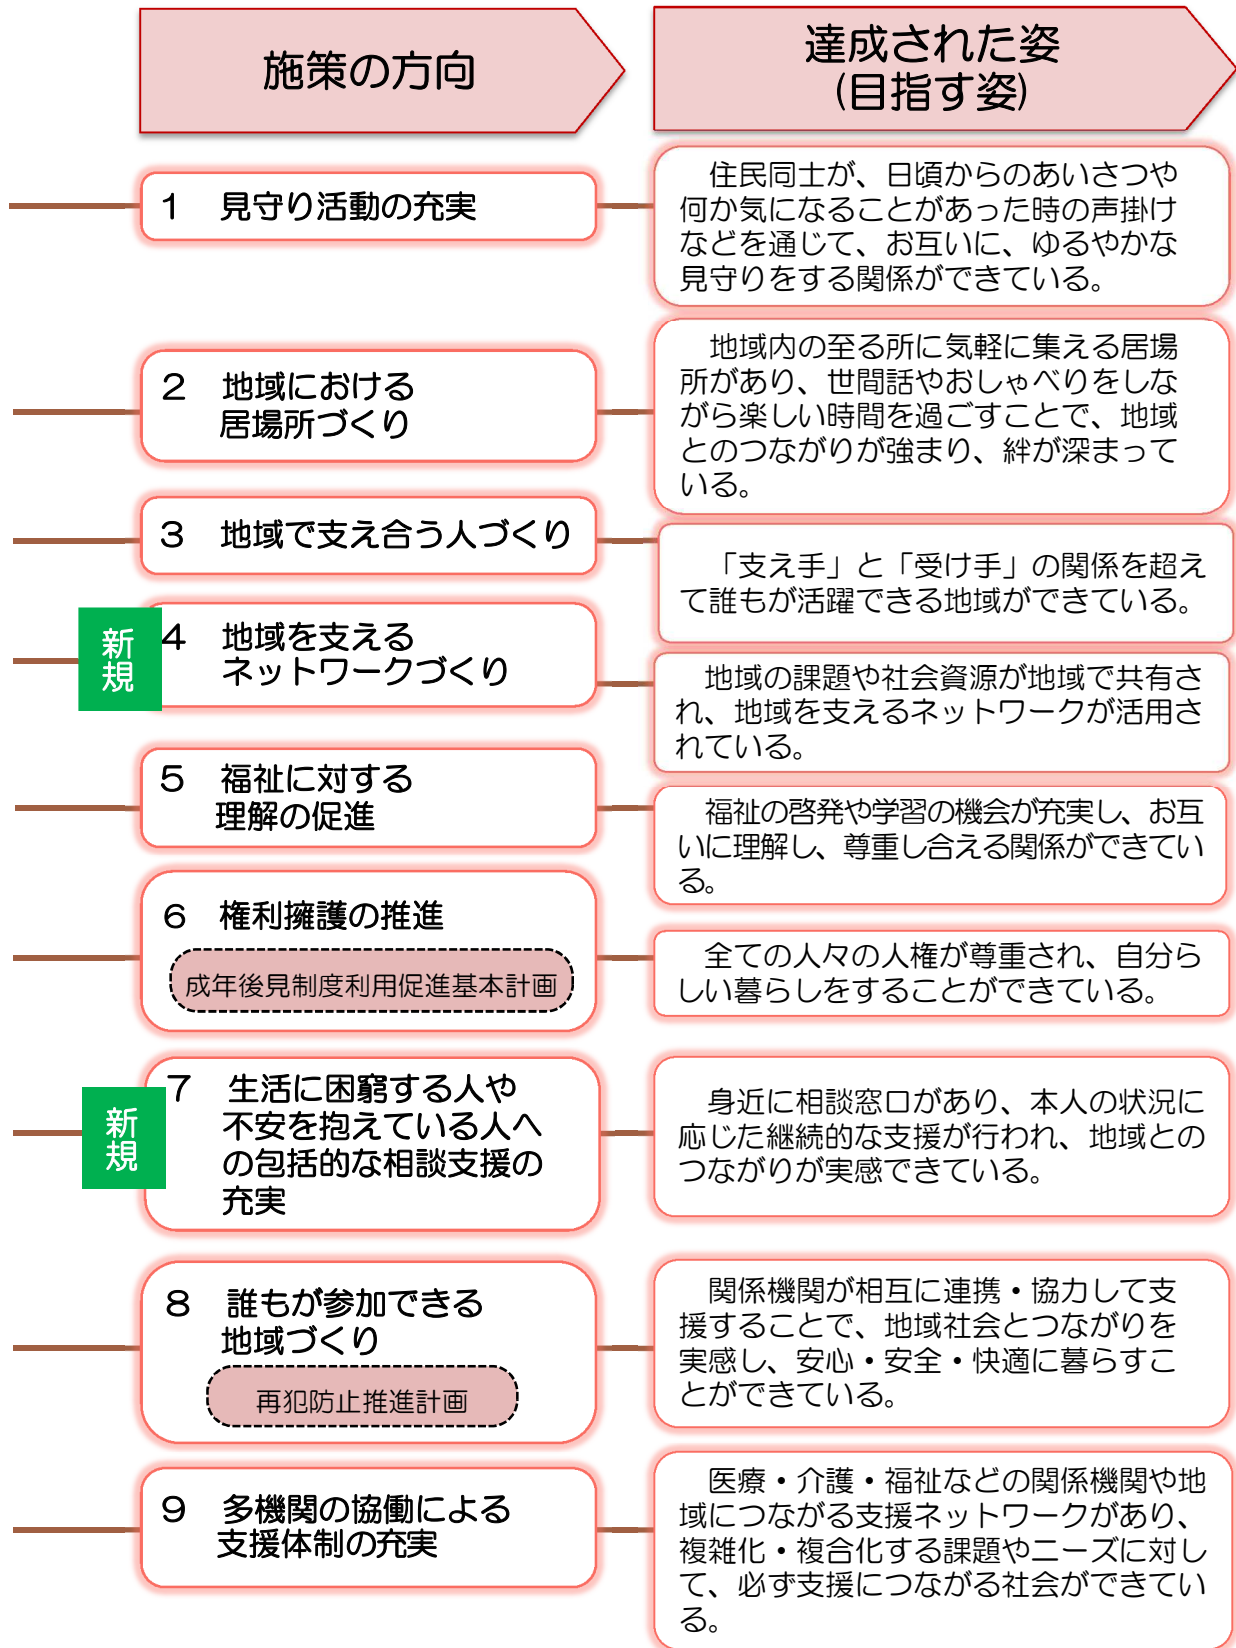 施策の方向
達成された姿
(目指す姿)
1 見守り活動の充実
住民同士が、日頃からのあいさつや
何か気になることがあった時の声掛け
などを通じて、お互いに、ゆるやかな
見守りをする関係ができている。
2 地域における
居場所づくり
地域内の至る所に気軽に集える居場
所があり、世間話やおしゃべりをしな
がら楽しい時間を過ごすことで、地域
とのつながりが強まり、絆が深まって
いる。
3 地域で支え合う人づくり
「支え手」と「受け手」の関係を超え
て誰もが活躍できる地域ができている。
新規
4 地域を支える
ネットワークづくり
地域の課題や社会資源が地域で共有さ
れ、地域を支えるネットワークが活用さ
れている。
5 福祉に対する
理解の促進
福祉の啓発や学習の機会が充実し、お互
いに理解し、尊重し合える関係ができてい
る。
6 権利擁護の推進
成年後見制度利用促進基本計画
全ての人々の人権が尊重され、自分ら
しい暮らしをすることができている。
新規
7 生活に困窮する人や
不安を抱えている人へ
の包括的な相談支援の
充実
身近に相談窓口があり、本人の状況に
応じた継続的な支援が行われ、地域との
つながりが実感できている。
8 誰もが参加できる
地域づくり
再犯防止推進計画
関係機関が相互に連携・協力して支
援することで、地域社会とつながりを
実感し、安心・安全・快適に暮らすこ
とができている。
9 多機関の協働による
支援体制の充実
医療・介護・福祉などの関係機関や地
域につながる支援ネットワークがあり、
複雑化・複合化する課題やニーズに対し
て、必ず支援につながる社会ができてい
る。